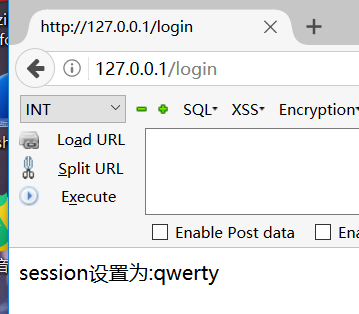 http://127.0.0.1/login
127.0.0.1/login
INT SQL XSS Encryption
Load URL
Split URL
Execute
Enable Post data
session设置为:qwerty